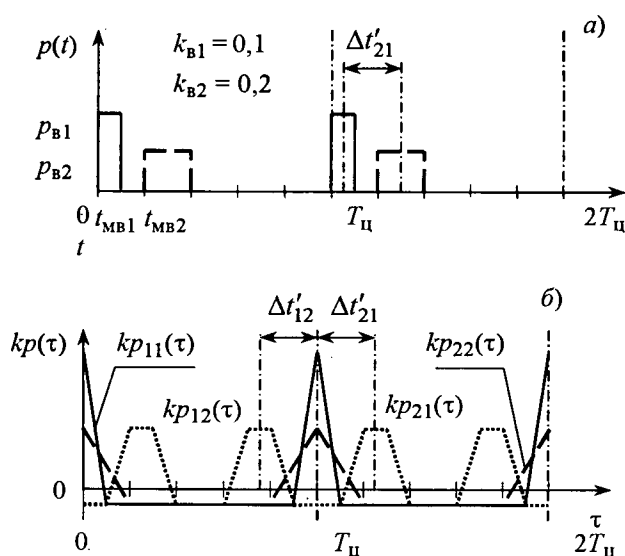 p(t)
k_в1 = 0,1
k_в2 = 0,2
Δt′₂₁
а)
p_в1
p_в2
0 t_мв1 t_мв2 T_ц 2T_ц
t
б)
Δt′₁₂ Δt′₂₁
kp(τ) kp₁₁(τ) kp₂₂(τ)
kp₁₂(τ) kp₂₁(τ)
0
τ
0. T_ц 2T_ц